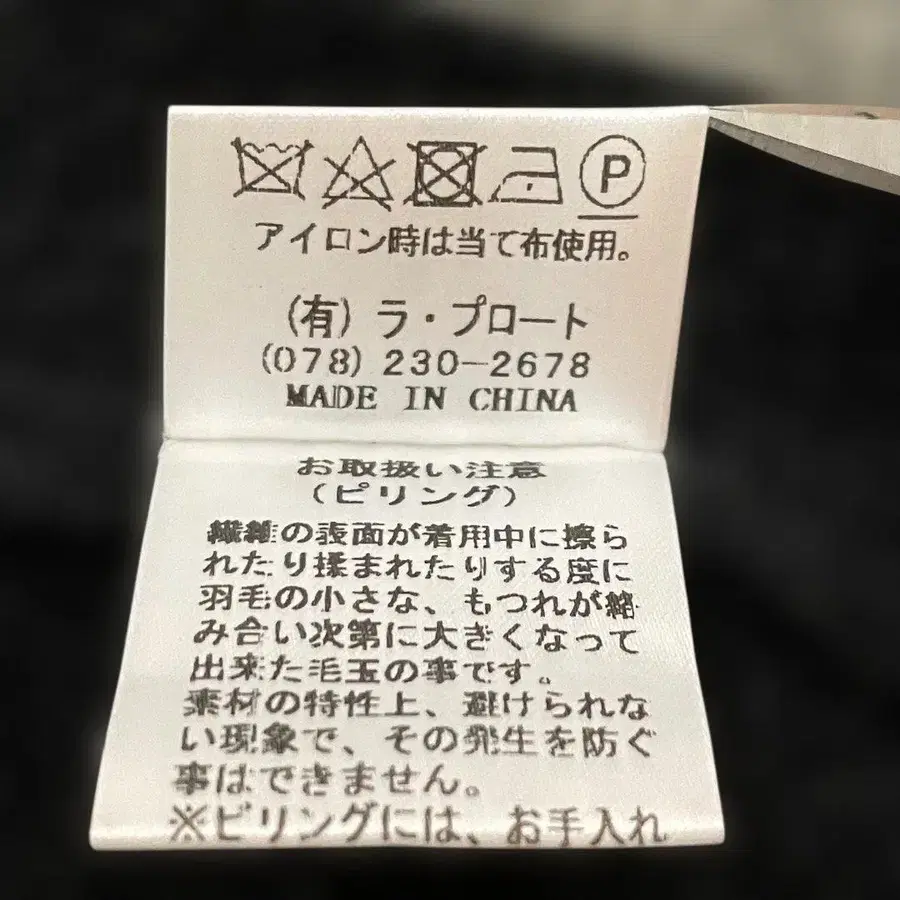 P
アイロン時は当て布使用。
(有) ラ・プロート
(078) 230-2678
MADE IN CHINA
お取扱い注意
(ピリング)
繊維の表面が着用中に擦ら
れたり揉まれたりする度に
羽毛の小さな、もつれが絡
み合い次第に大きくなって
出来た毛玉の事です。
素材の特性上、避けられな
い現象で、その発生を防ぐ
事はできません。
※ピリングには、お手入れ